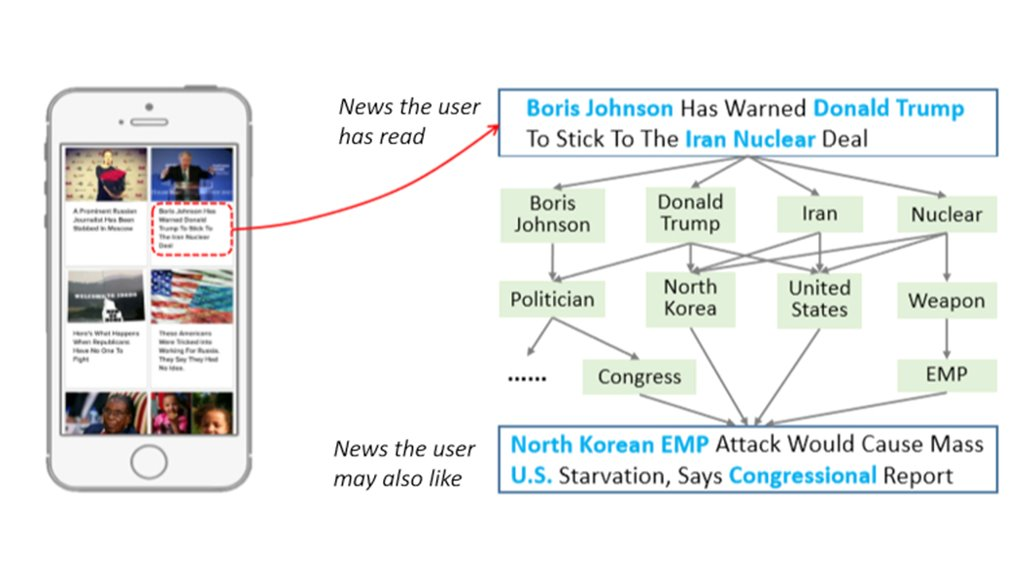 News the user
has read
Boris Johnson Has Warned Donald Trump
To Stick To The Iran Nuclear Deal
A Prominent Russian
Journalist Has Been
Stabbed In Moscow
Boris Johnson Has
Warned Donald
Trump To Stick To
The Iran Nuclear
Deal
WELCOME TO
Here's What Happens
When Republicans
Have No One To
Fight
These Americans
Were Tricked Into
Working For Russia.
They Say They Had
No Idea.
Boris
Johnson
Donald
Trump
Iran
Nuclear
Politician
North
Korea
United
States
Weapon
......
Congress
EMP
News the user
may also like
North Korean EMP Attack Would Cause Mass
U.S. Starvation, Says Congressional Report